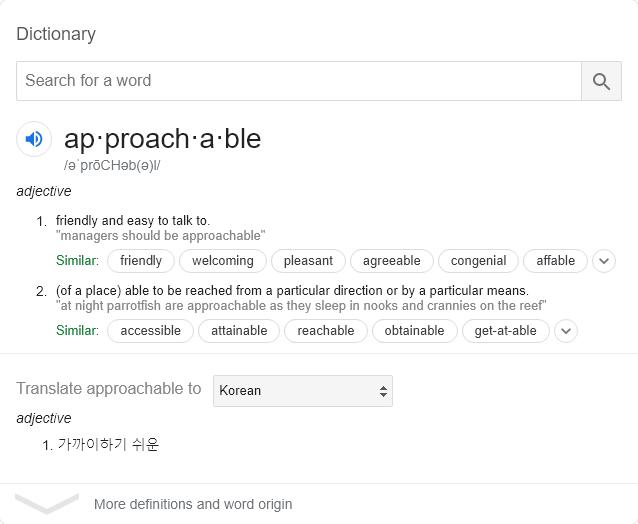 Dictionary
Search for a word
ap·proach·a·ble
/əˈprōCHəb(ə)l/
adjective
1. friendly and easy to talk to.
"managers should be approachable"
Similar: friendly welcoming pleasant agreeable congenial affable
2. (of a place) able to be reached from a particular direction or by a particular means.
"at night parrotfish are approachable as they sleep in nooks and crannies on the reef"
Similar: accessible attainable reachable obtainable get-at-able
Translate approachable to Korean
adjective
1. 가까이하기 쉬운
More definitions and word origin